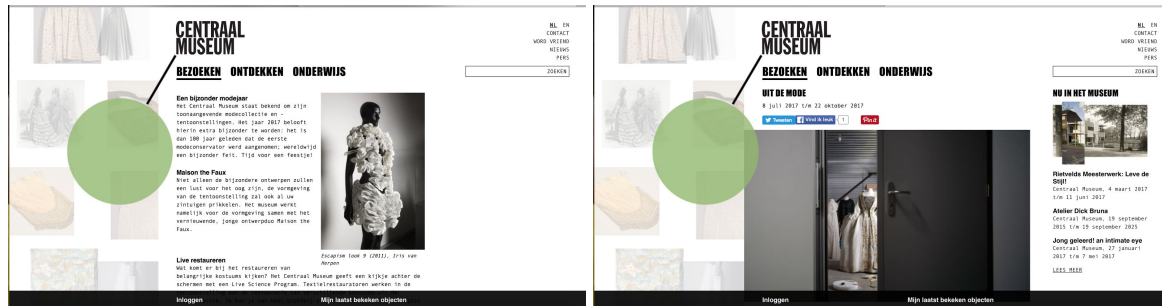 CENTRAAL
MUSEUM
NL EN
CONTACT
WORD VRIEND
NIEUWS
PERS
BEZOEKEN ONTDEKKEN ONDERWIJS
ZOEKEN
Een bijzonder modejaar
Het Centraal Museum staat bekend om zijn
toonaangevende modecollectie en -
tentoonstellingen. Het jaar 2017 belooft
hierin extra bijzonder te worden: het is
dan 100 jaar geleden dat de eerste
modeconservator werd aangenomen; wereldwijd
een bijzonder feit. Tijd voor een feestje!
Maison the Faux
Niet alleen de bijzondere ontwerpen zullen
een lust voor het oog zijn, de vormgeving
van de tentoonstelling zal ook al uw
zintuigen prikkelen. Het museum werkt
namelijk voor de vormgeving samen met het
vernieuwende, jonge ontwerpduo Maison the
Faux.
Escapism look 9 (2011), Iris van
Herpen
Live restaureren
Wat komt er bij het restaureren van
belangrijke kostuums kijken? Het Centraal Museum geeft een kijkje achter de
schermen met een Live Science Program. Textielrestauratoren werken in de
Inloggen Mijn laatst bekeken objecten
CENTRAAL
MUSEUM
NL EN
CONTACT
WORD VRIEND
NIEUWS
PERS
BEZOEKEN ONTDEKKEN ONDERWIJS
ZOEKEN
UIT DE MODE
8 juli 2017 t/m 22 oktober 2017
Tweeten Vind ik leuk 1 Pin it
NU IN HET MUSEUM
Rietvelds Meesterwerk: Leve de
Stijl!
Centraal Museum, 4 maart 2017
t/m 11 juni 2017
Atelier Dick Bruna
Centraal Museum, 19 september
2015 t/m 19 september 2025
Jong geleerd! an intimate eye
Centraal Museum, 27 januari
2017 t/m 7 mei 2017
LEES MEER
Inloggen Mijn laatst bekeken objecten